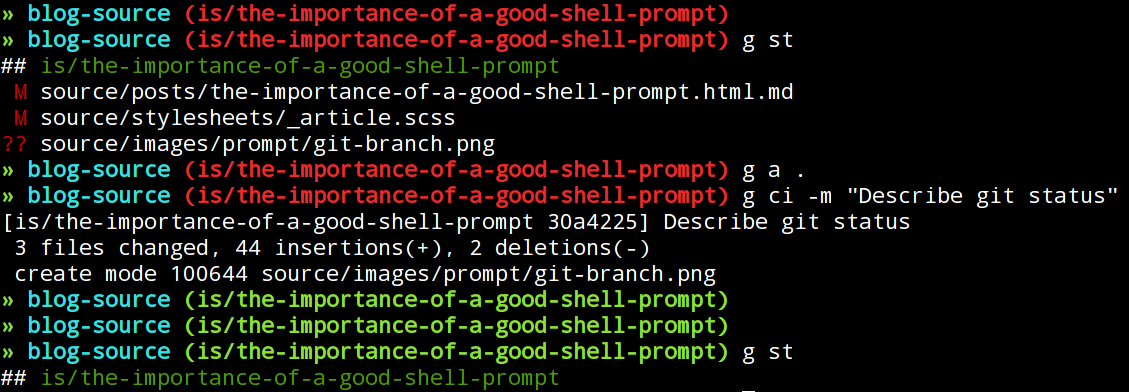 » blog-source (is/the-importance-of-a-good-shell-prompt)
» blog-source (is/the-importance-of-a-good-shell-prompt) g st
## is/the-importance-of-a-good-shell-prompt
 M source/posts/the-importance-of-a-good-shell-prompt.html.md
 M source/stylesheets/_article.scss
?? source/images/prompt/git-branch.png
» blog-source (is/the-importance-of-a-good-shell-prompt) g a .
» blog-source (is/the-importance-of-a-good-shell-prompt) g ci -m "Describe git status"
[is/the-importance-of-a-good-shell-prompt 30a4225] Describe git status
 3 files changed, 44 insertions(+), 2 deletions(-)
 create mode 100644 source/images/prompt/git-branch.png
» blog-source (is/the-importance-of-a-good-shell-prompt)
» blog-source (is/the-importance-of-a-good-shell-prompt)
» blog-source (is/the-importance-of-a-good-shell-prompt) g st
## is/the-importance-of-a-good-shell-prompt